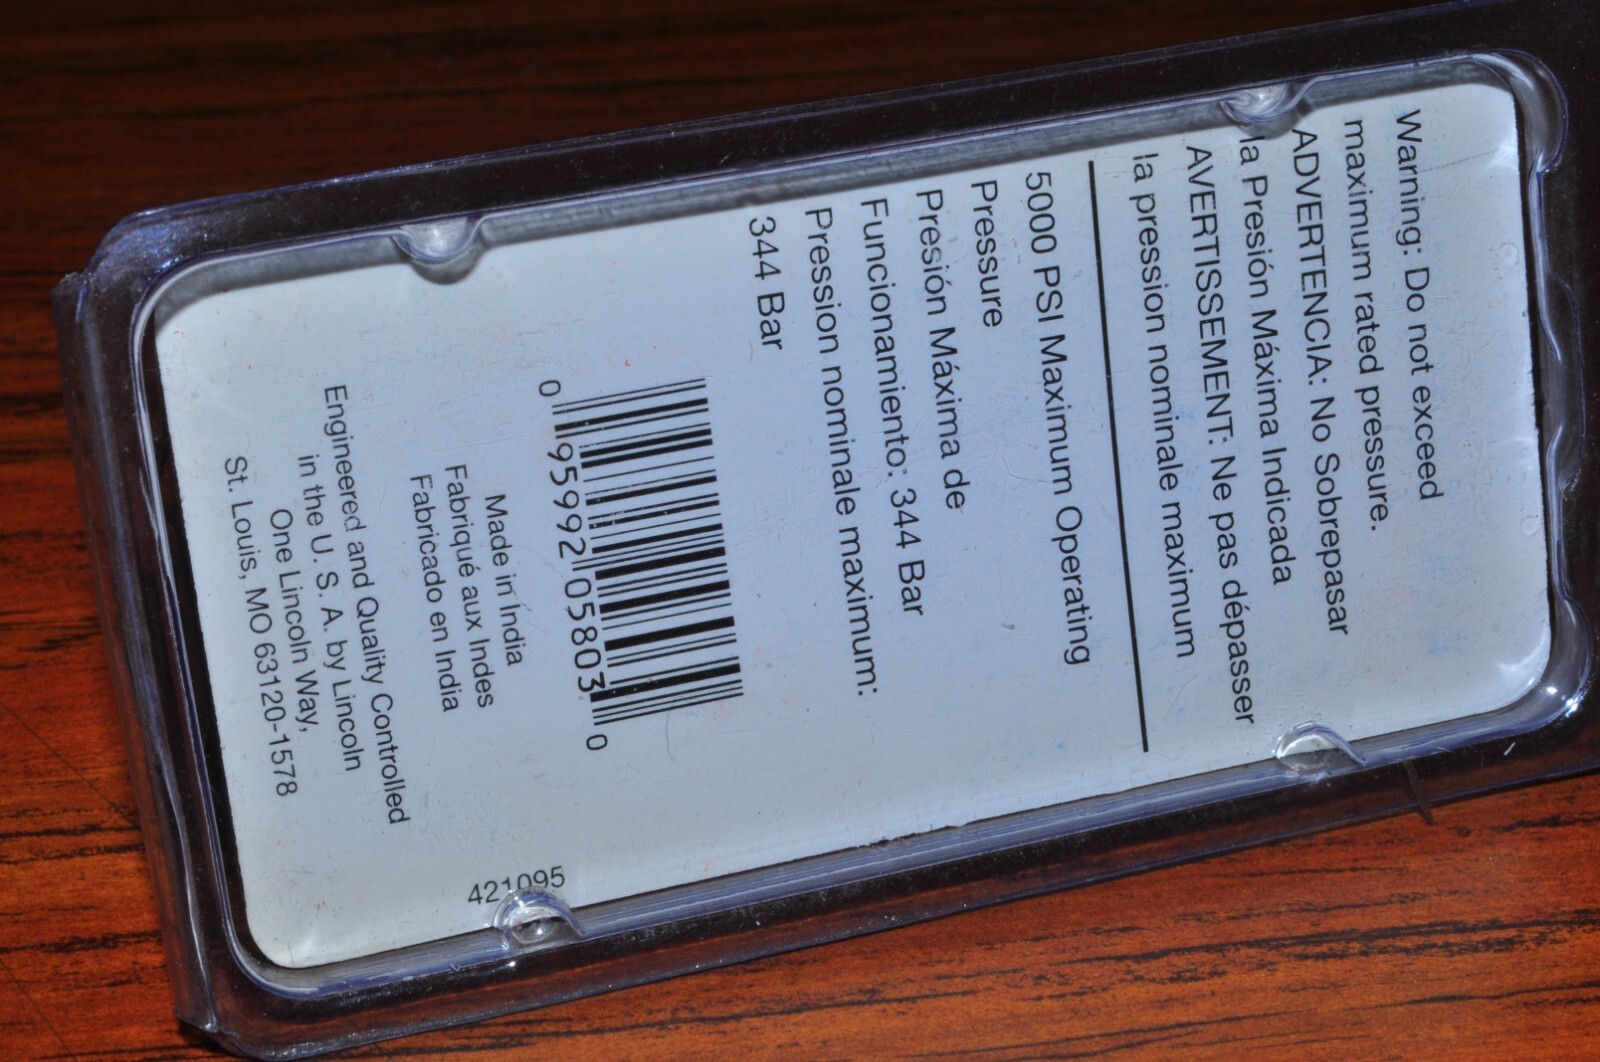 Warning: Do not exceed
maximum rated pressure.
ADVERTENCIA: No Sobrepasar
la Presión Máxima Indicada
AVERTISSEMENT: Ne pas dépasser
la pression nominale maximum
5000 PSI Maximum Operating
Pressure
Presión Máxima de
Funcionamiento: 344 Bar
Pression nominale maximum:
344 Bar
0 95992 05803 0
Made in India
Fabriqué aux Indes
Fabricado en India
Engineered and Quality Controlled
in the U. S. A. by Lincoln
One Lincoln Way,
St. Louis, MO 63120-1578
421095